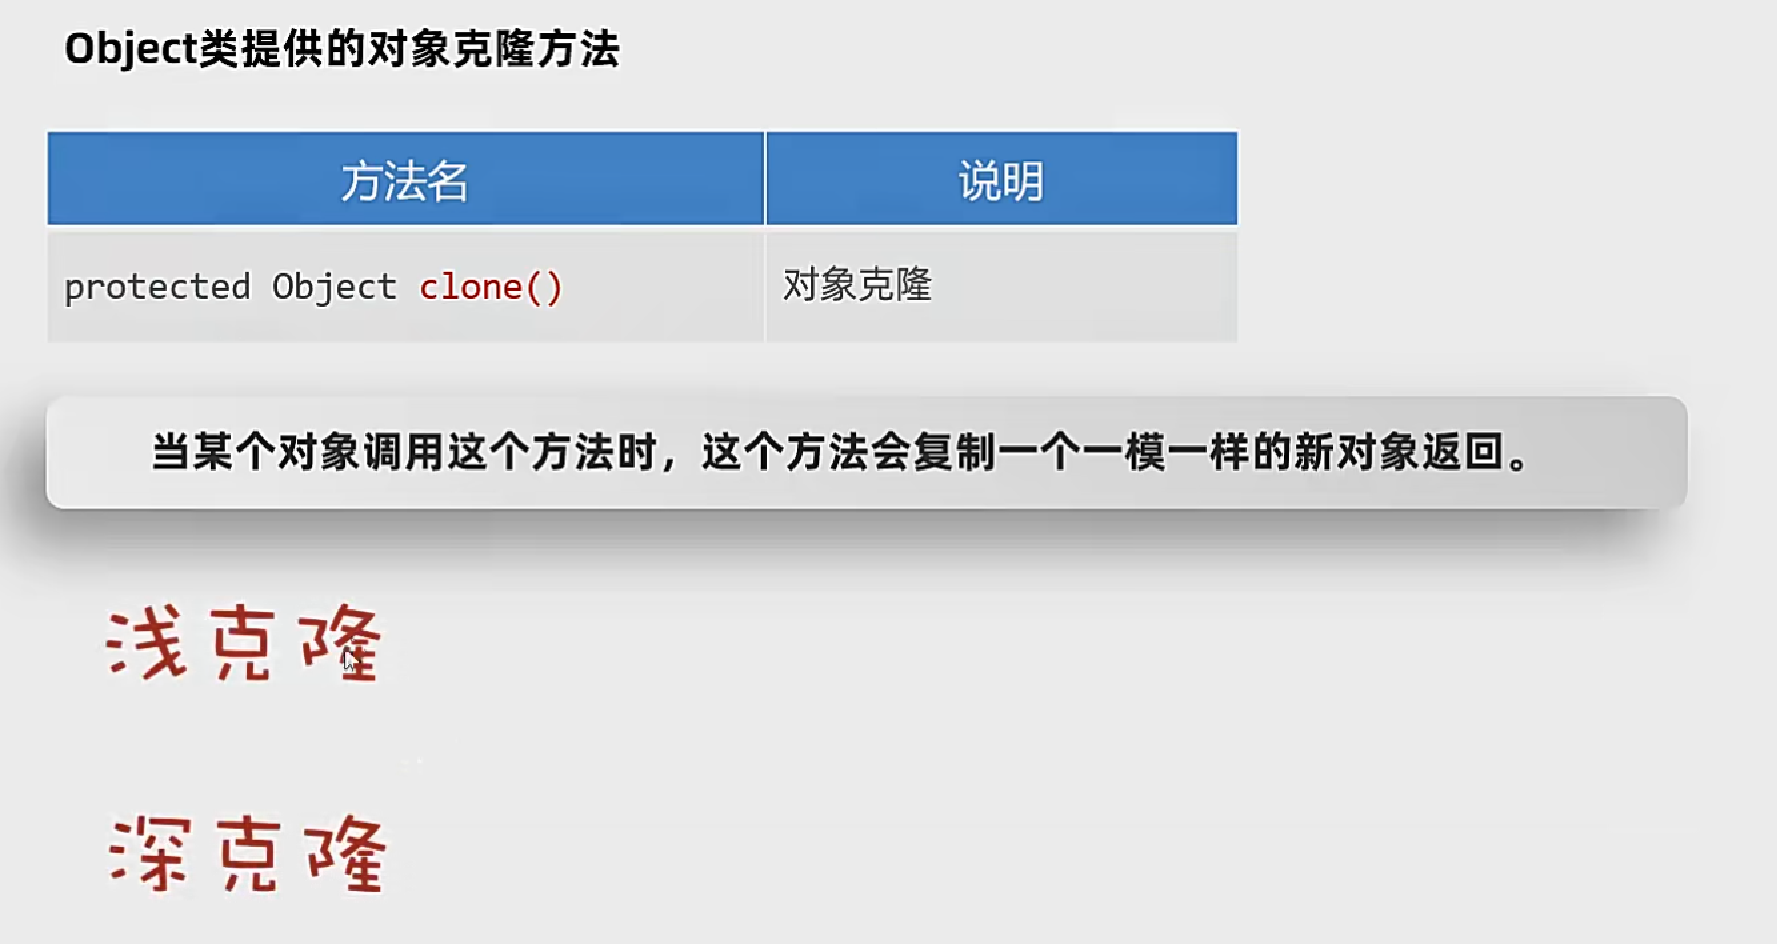 Object类提供的对象克隆方法
方法名 说明
protected Object clone() 对象克隆
当某个对象调用这个方法时，这个方法会复制一个一模一样的新对象返回。
浅克隆
深克隆